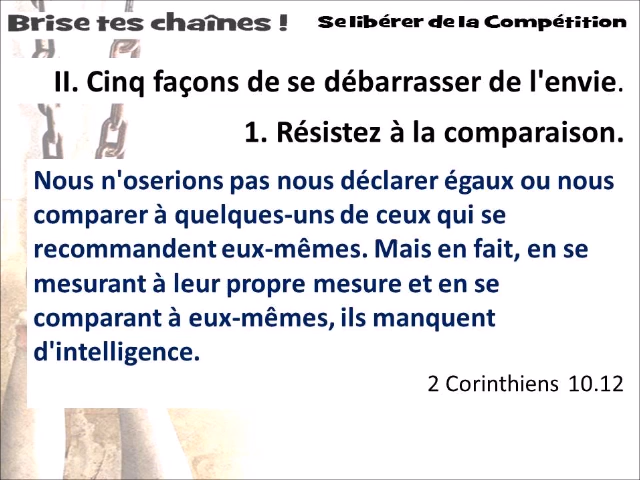 Brise tes chaînes !
Se libérer de la Compétition
II. Cinq façons de se débarrasser de l'envie.
1. Résistez à la comparaison.
Nous n'oserions pas nous déclarer égaux ou nous
comparer à quelques-uns de ceux qui se
recommandent eux-mêmes. Mais en fait, en se
mesurant à leur propre mesure et en se
comparant à eux-mêmes, ils manquent
d'intelligence.
2 Corinthiens 10.12